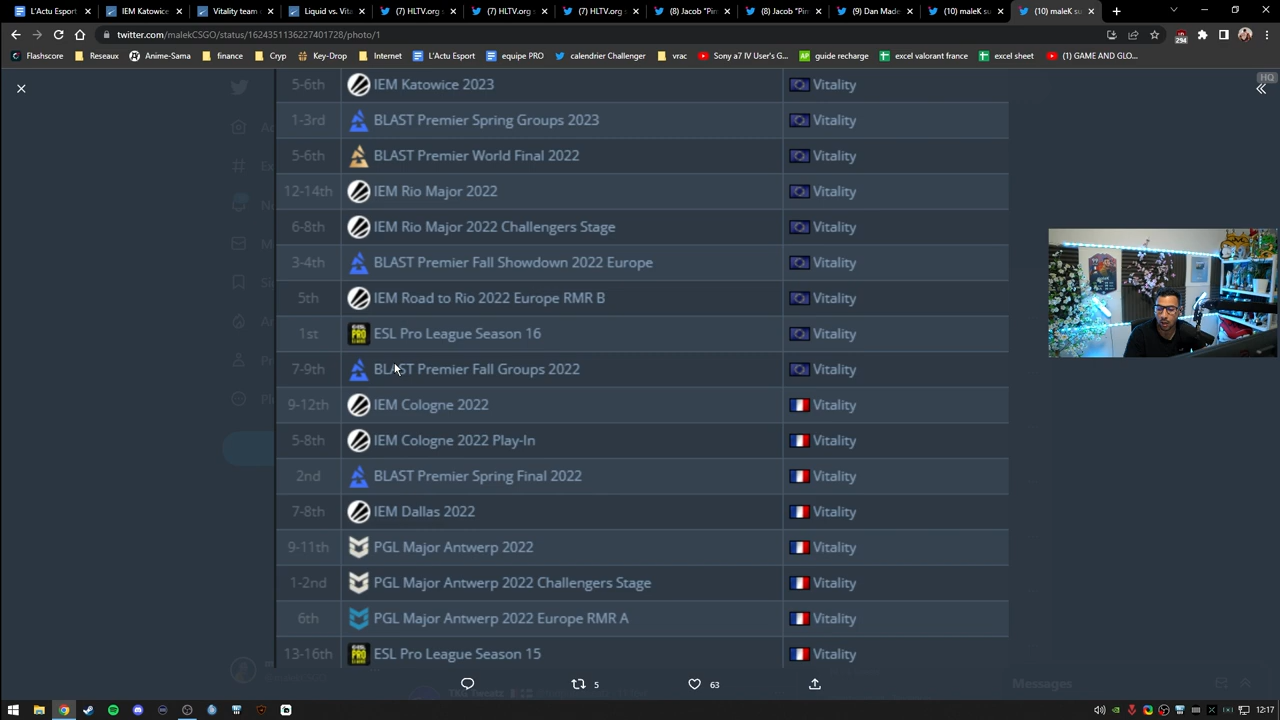 L'Actu Esport
IEM Katowice
Vitality team
Liquid vs. Vita
(7) HLTV.org
(7) HLTV.org
(7) HLTV.org
(8) Jacob "Pim
(8) Jacob "Pim
(9) Dan Made
(10) maleK su
(10) maleK su
twitter.com/malekCSGO/status/1624351136227401728/photo/1
294
Flashscore
Resaux
Anime-Sama
finance
Cryp
Key-Drop
Internet
L'Actu Esport
equipe PRO
calendrier Challenger
vrac
Sony a7 IV User's G...
guide recharge
excel valorant france
excel sheet
(1) GAME AND GLO...
HQ
5-6th IEM Katowice 2023 Vitality
1-3rd BLAST Premier Spring Groups 2023 Vitality
5-6th BLAST Premier World Final 2022 Vitality
12-14th IEM Rio Major 2022 Vitality
6-8th IEM Rio Major 2022 Challengers Stage Vitality
3-4th BLAST Premier Fall Showdown 2022 Europe Vitality
5th IEM Road to Rio 2022 Europe RMR B Vitality
1st ESL Pro League Season 16 Vitality
7-9th BLAST Premier Fall Groups 2022 Vitality
9-12th IEM Cologne 2022 Vitality
5-8th IEM Cologne 2022 Play-In Vitality
2nd BLAST Premier Spring Final 2022 Vitality
7-8th IEM Dallas 2022 Vitality
9-11th PGL Major Antwerp 2022 Vitality
1-2nd PGL Major Antwerp 2022 Challengers Stage Vitality
6th PGL Major Antwerp 2022 Europe RMR A Vitality
13-16th ESL Pro League Season 15 Vitality
5
63
Messages
12:17